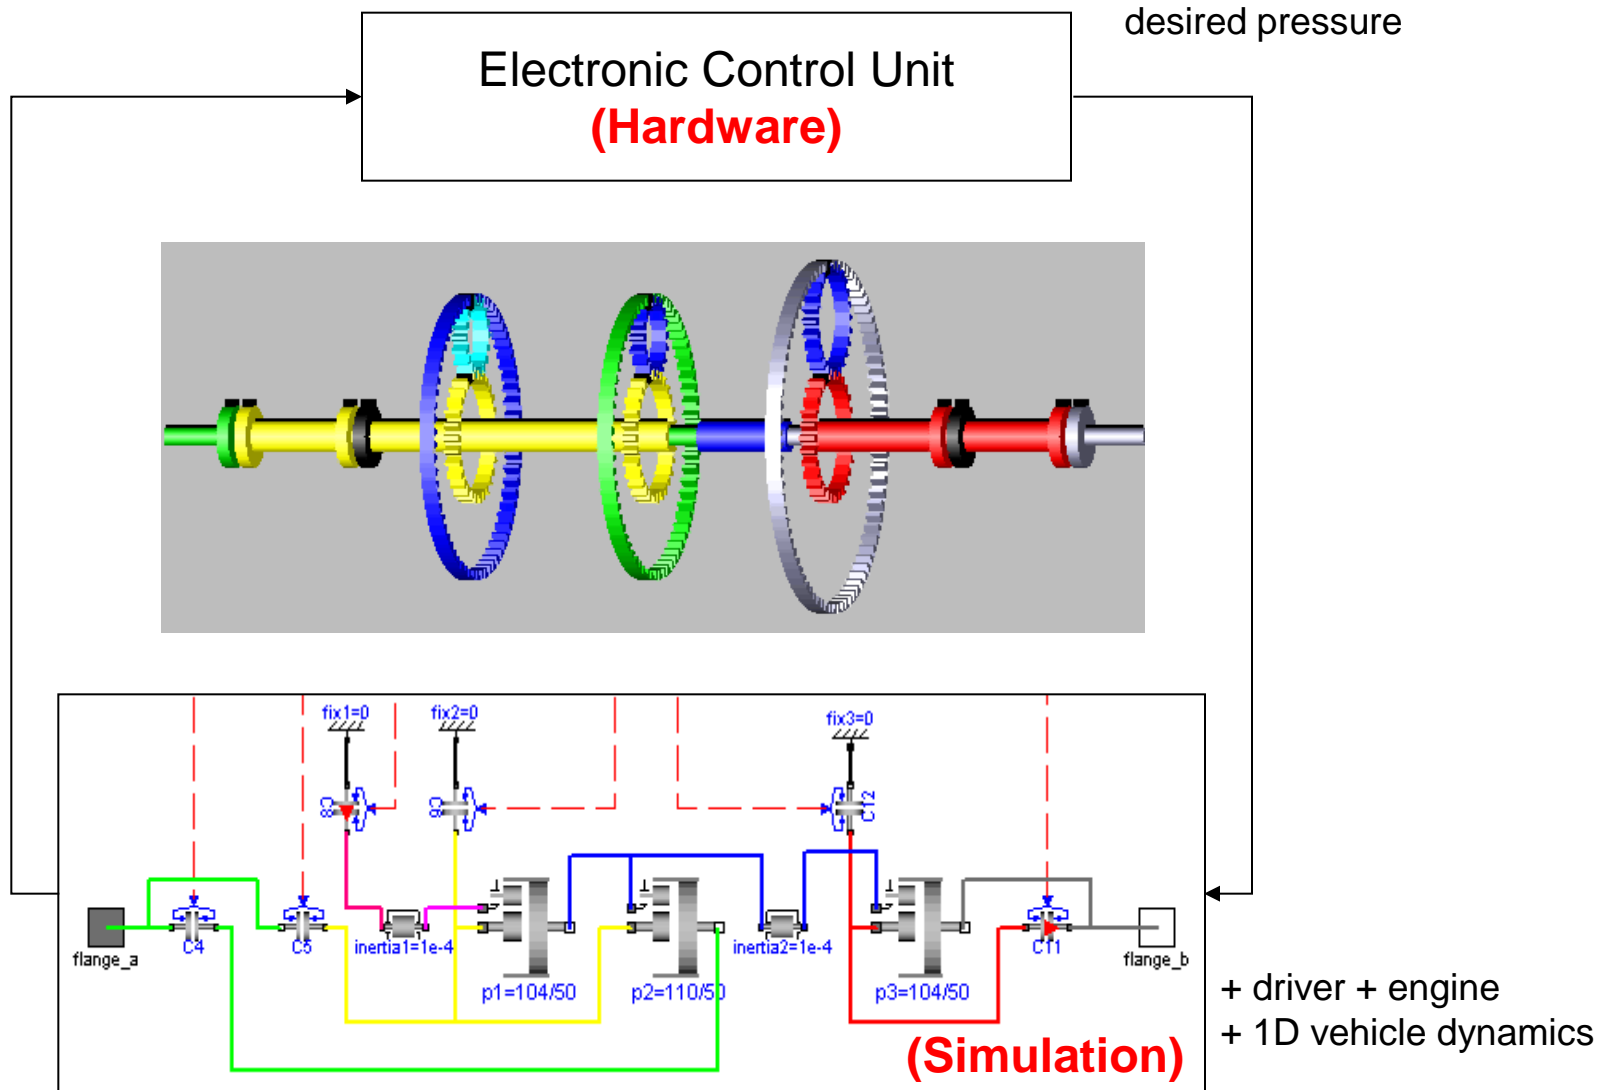 desired pressure
Electronic Control Unit
(Hardware)
fix1=0
fix2=0
fix3=0
C8
C6
C12
C4
C5
inertia1=1e-4
inertia2=1e-4
C11
flange_a
flange_b
p1=104/50
p2=110/50
p3=104/50
+ driver + engine
+ 1D vehicle dynamics
(Simulation)